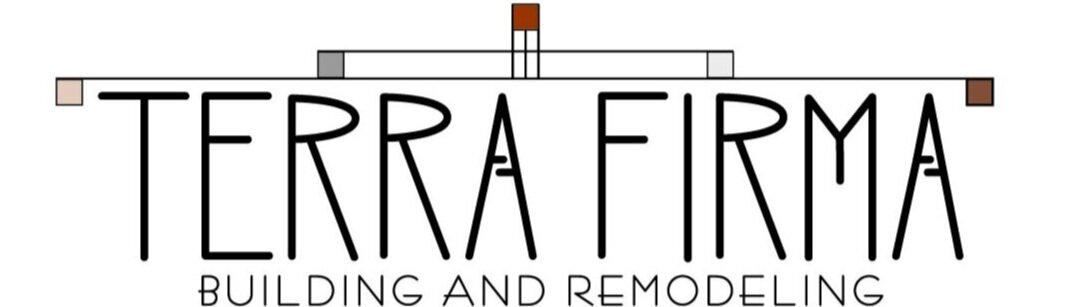 TERRA FIRMA
BUILDING AND REMODELING